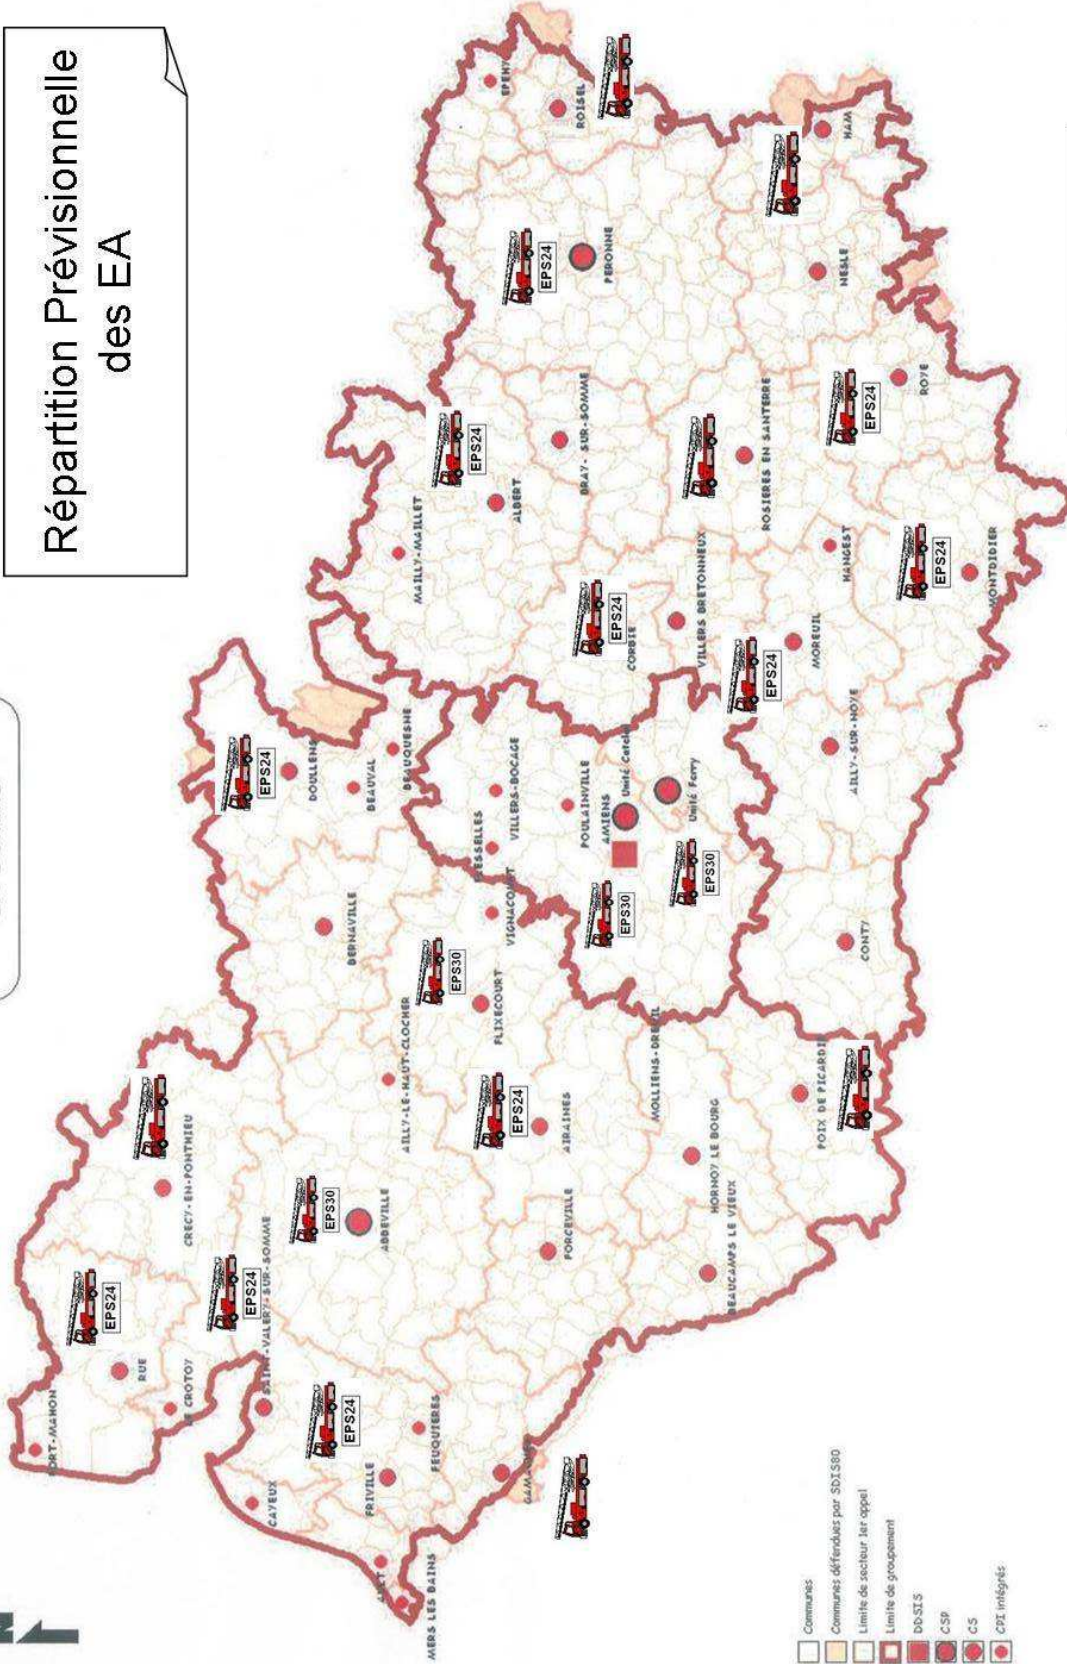 Répartition Prévisionnelle
des EA
N
FORT-MAHON
RUE
EPS24
LE CROTOY
CRECY-EN-PONTHIEU
EPS24
SAINT-VALERY-SUR-SOMME
CAYEUX
EPS24
FRIVILLE
FEUQUIERES
MERS LES BAINS
GAMACHES
EPS30
ABBEVILLE
AILLY-LE-HAUT-CLOCHER
BERNAVILLE
EPS24
DOULLENS
BEAUVAL
BEAUQUESNE
EPS30
FLIXECOURT
VIGNACOURT
FLESSELLES
VILLERS-BOCAGE
POULAINVILLE
AMIENS
Unité Catelas
Unité Ferry
EPS30
EPS30
EPS24
AIRAINES
FORCEVILLE
MOLLIENS-DREUIL
HORNOY LE BOURG
BEAUCAMPS LE VIEUX
POIX DE PICARDIE
CONTY
AILLY-SUR-NOYE
MAILLY-MAILLET
EPS24
ALBERT
BRAY-SUR-SOMME
EPS24
CORBIE
VILLERS BRETONNEUX
EPS24
MOREUIL
HANGEST
EPS24
MONTDIDIER
ROSIERES EN SANTERRE
EPS24
ROYE
NESLE
HAM
EPS24
PERONNE
ROISEL
EPEHY
Communes
Communes défendues par SDIS80
Limite de secteur 1er appel
Limite de groupement
DDSIS
CSP
CS
CPI intégrés